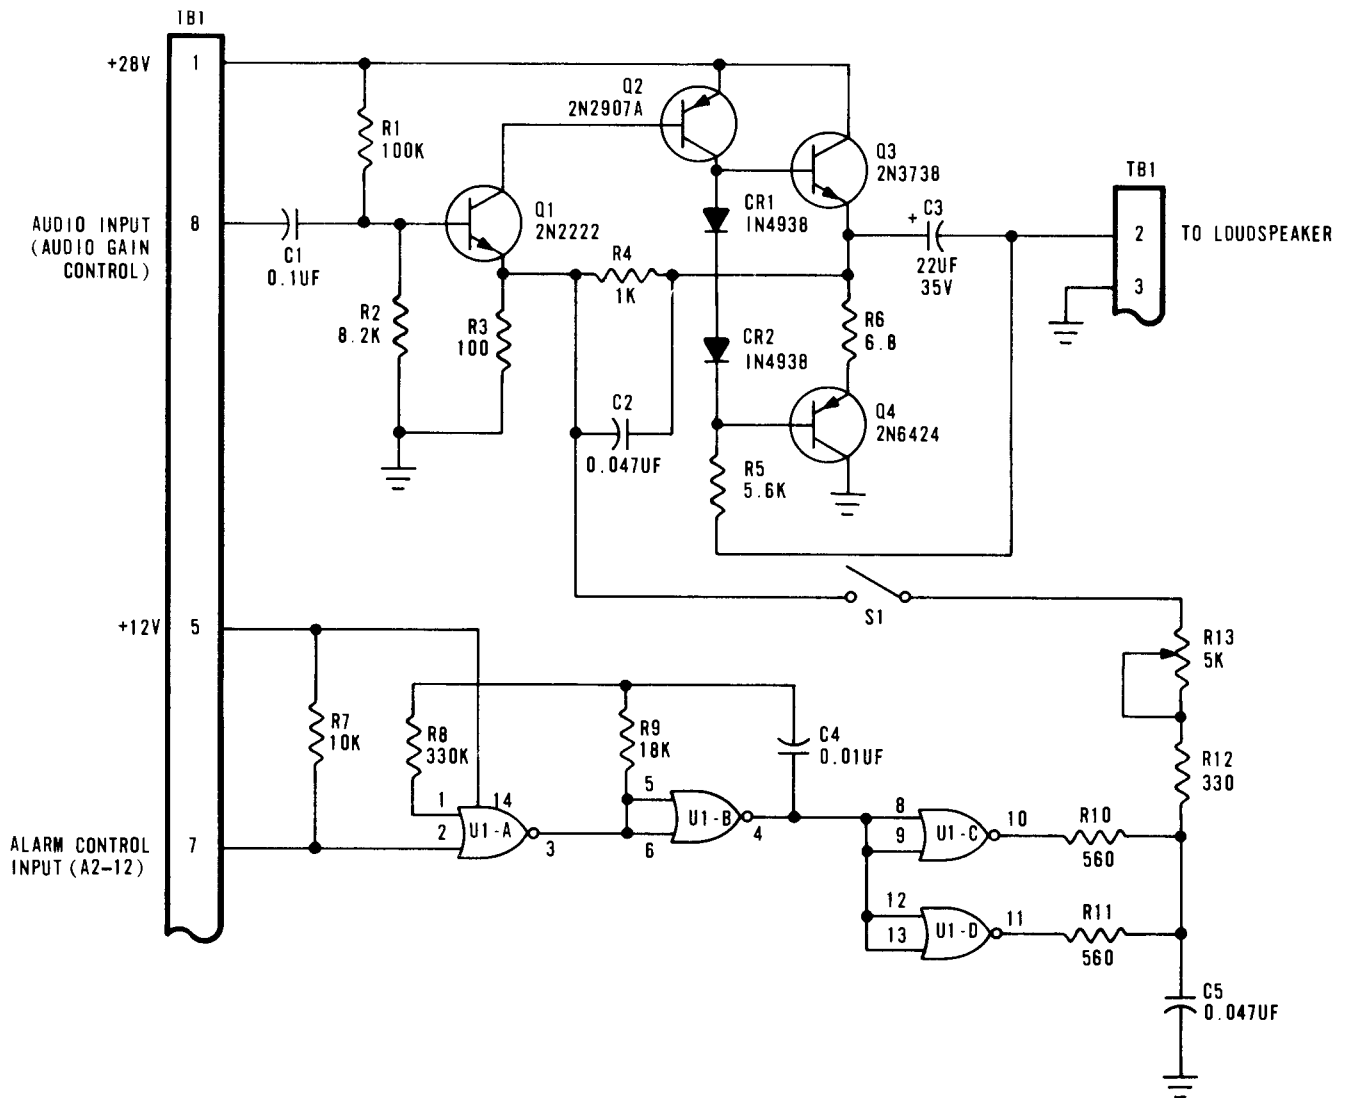 TB1
+28V
1
R1
100K
Q2
2N2907A
Q3
2N3738
TB1
AUDIO INPUT
(AUDIO GAIN
CONTROL)
8
C1
0.1UF
Q1
2N2222
CR1
IN4938
+ C3
22UF
35V
2
TO LOUDSPEAKER
3
R4
1K
R2
8.2K
R3
100
CR2
IN4938
R6
6.8
C2
0.047UF
Q4
2N6424
R5
5.6K
S1
+12V
5
R13
5K
R7
10K
R8
330K
R9
18K
C4
0.01UF
R12
330
1
14
2
U1-A
3
5
6
U1-B
4
8
9
U1-C
10
R10
560
ALARM CONTROL
INPUT (A2-12)
7
12
13
U1-D
11
R11
560
C5
0.047UF